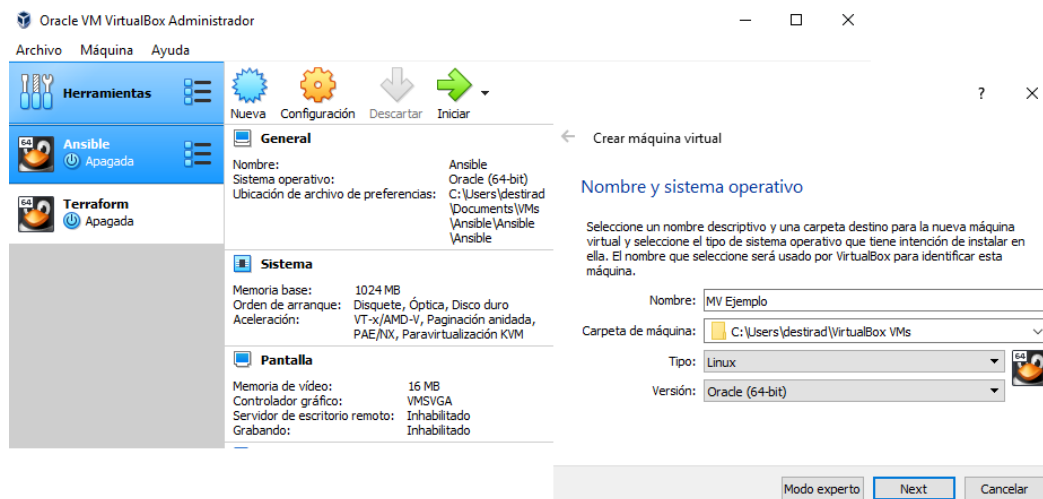 Oracle VM VirtualBox Administrador
Archivo Máquina Ayuda
Herramientas
64
Ansible
Apagada
64
Terraform
Apagada
Nueva Configuración Descartar Iniciar
General
Nombre: Ansible
Sistema operativo: Oracle (64-bit)
Ubicación de archivo de preferencias: C:\Users\destirad
\Documents\VMs
\Ansible\Ansible
\Ansible
Sistema
Memoria base: 1024 MB
Orden de arranque: Disquete, Óptica, Disco duro
Aceleración: VT-x/AMD-V, Paginación anidada,
PAE/NX, Paravirtualización KVM
Pantalla
Memoria de vídeo: 16 MB
Controlador gráfico: VMSVGA
Servidor de escritorio remoto: Inhabilitado
Grabando: Inhabilitado
?
Crear máquina virtual
Nombre y sistema operativo
Seleccione un nombre descriptivo y una carpeta destino para la nueva máquina
virtual y seleccione el tipo de sistema operativo que tiene intención de instalar en
ella. El nombre que seleccione será usado por VirtualBox para identificar esta
máquina.
Nombre: MV Ejemplo
Carpeta de máquina: C:\Users\destirad\VirtualBox VMs
Tipo: Linux
64
Versión: Oracle (64-bit)
Modo experto Next Cancelar